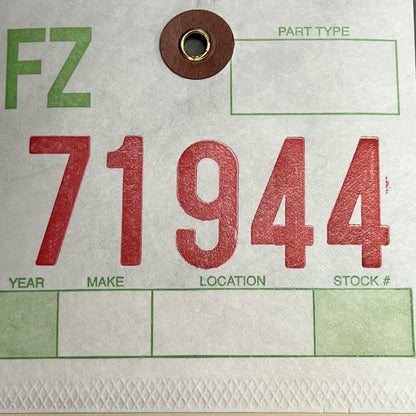 FZ PART TYPE
71944
YEAR MAKE LOCATION STOCK #